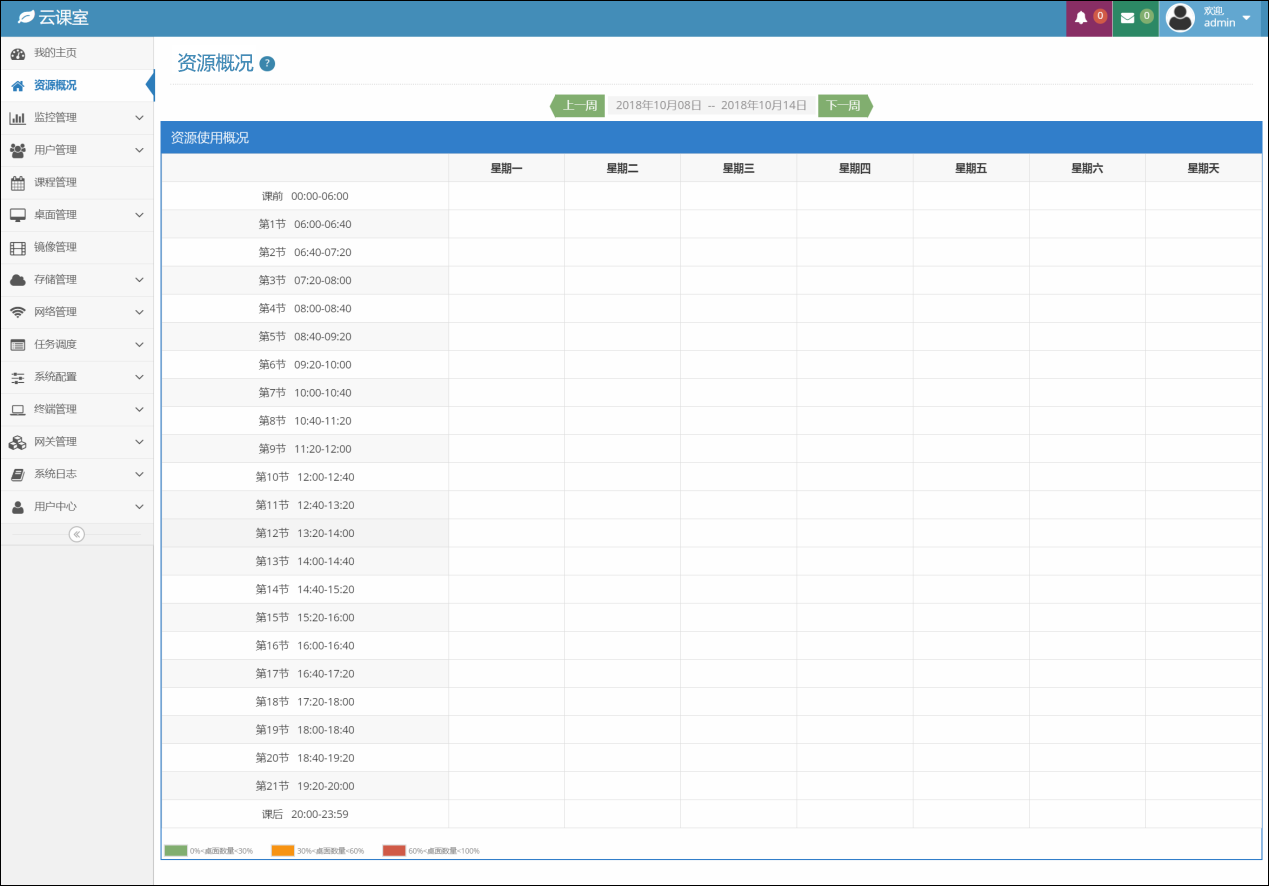 云课室
0
0
欢迎,
admin
我的主页
资源概况
监控管理
用户管理
课程管理
桌面管理
镜像管理
存储管理
网络管理
任务调度
系统配置
终端管理
网关管理
系统日志
用户中心
资源概况 ?
上一周 2018年10月08日 -- 2018年10月14日 下一周
资源使用概况
星期一 星期二 星期三 星期四 星期五 星期六 星期天
课前 00:00-06:00
第1节 06:00-06:40
第2节 06:40-07:20
第3节 07:20-08:00
第4节 08:00-08:40
第5节 08:40-09:20
第6节 09:20-10:00
第7节 10:00-10:40
第8节 10:40-11:20
第9节 11:20-12:00
第10节 12:00-12:40
第11节 12:40-13:20
第12节 13:20-14:00
第13节 14:00-14:40
第14节 14:40-15:20
第15节 15:20-16:00
第16节 16:00-16:40
第17节 16:40-17:20
第18节 17:20-18:00
第19节 18:00-18:40
第20节 18:40-19:20
第21节 19:20-20:00
课后 20:00-23:59
0%<桌面数量<30% 30%<桌面数量<60% 60%<桌面数量<100%